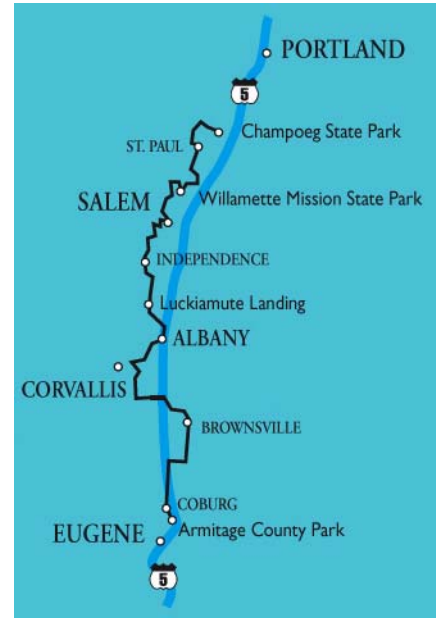 PORTLAND
5
Champoeg State Park
ST. PAUL
Willamette Mission State Park
SALEM
INDEPENDENCE
Luckiamute Landing
ALBANY
CORVALLIS
BROWNSVILLE
COBURG
Armitage County Park
EUGENE
5